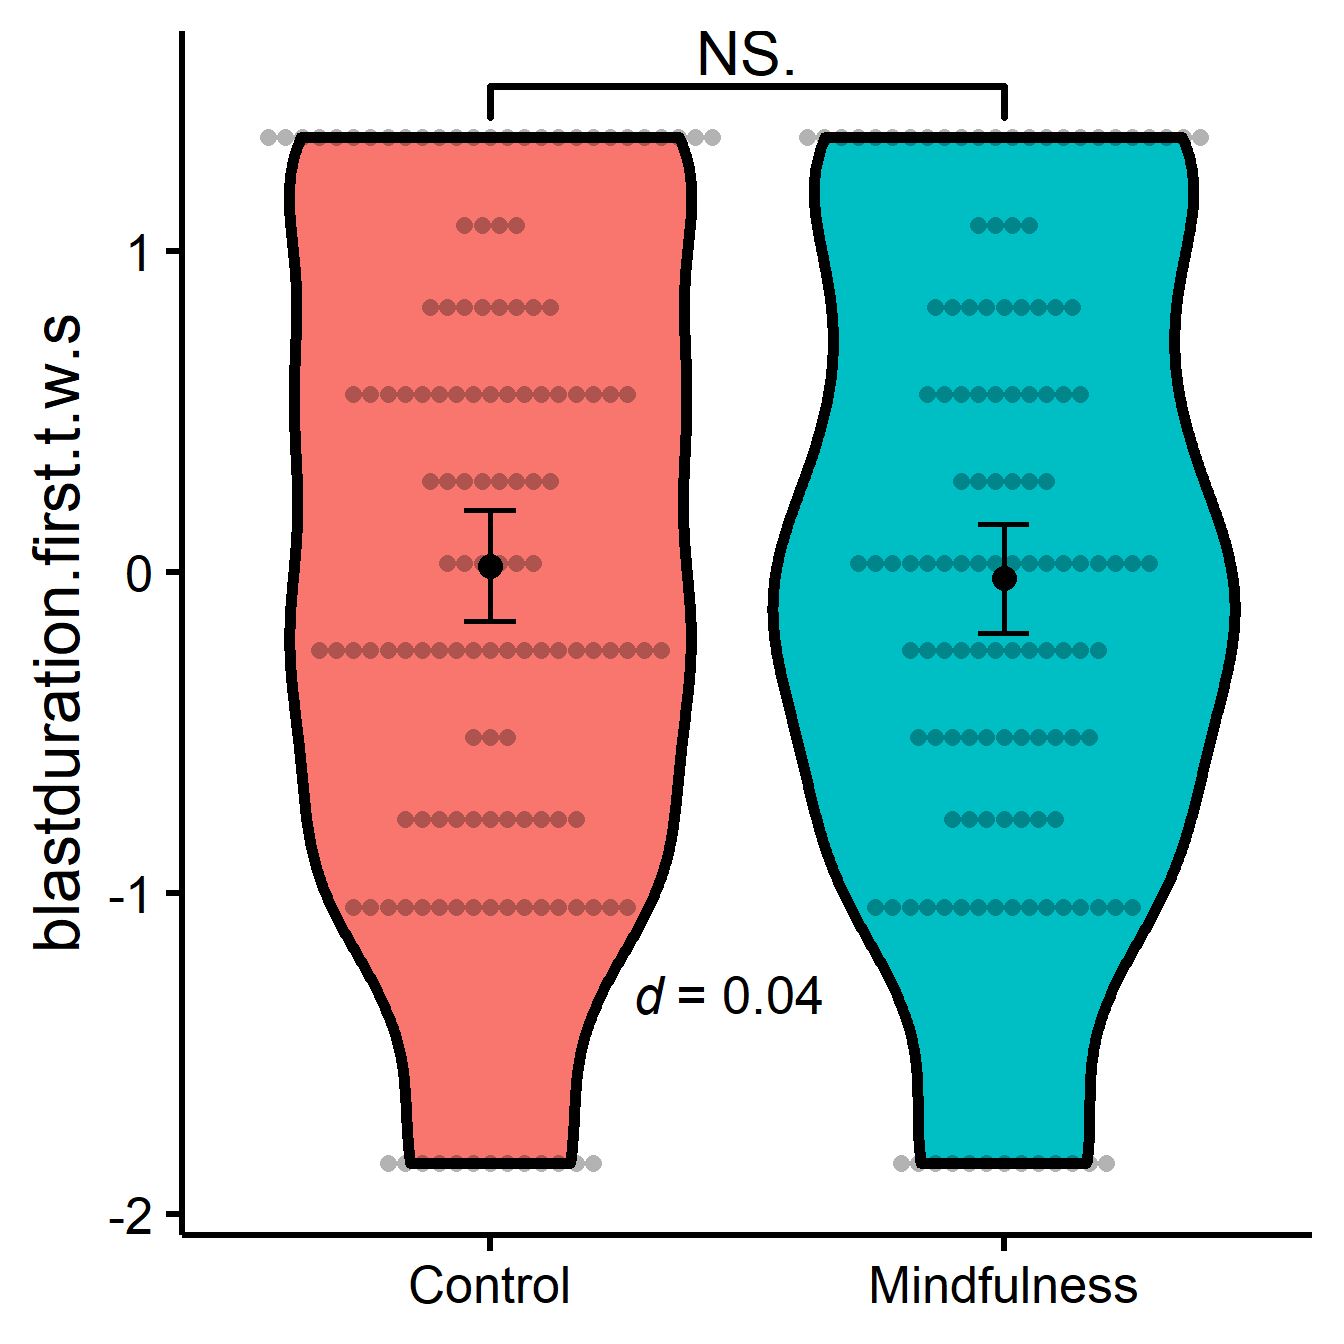 NS.
blastduration.first.t.w.s
1
0
-1
-2
d = 0.04
Control
Mindfulness